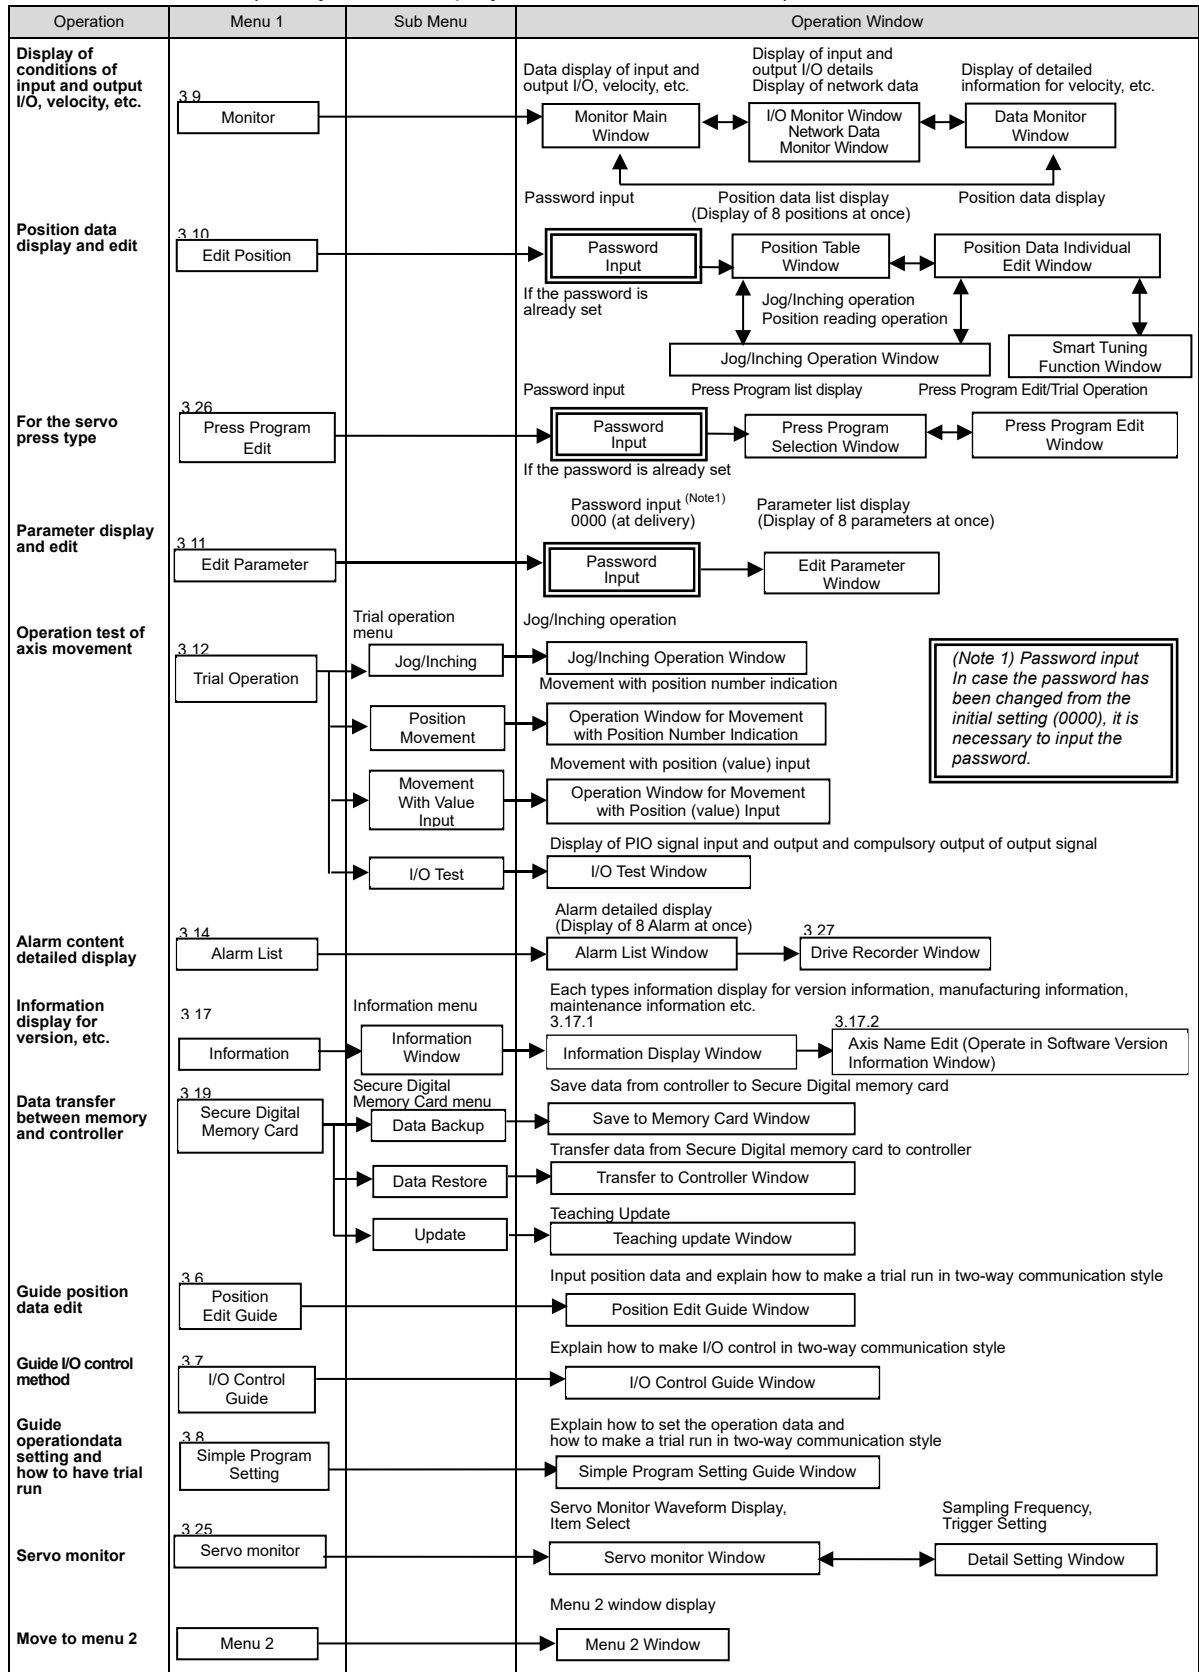 Operation
Menu 1
Sub Menu
Operation Window
Display of
conditions of
input and output
I/O, velocity, etc.
3.9
Monitor
Data display of input and
output I/O, velocity, etc.
Monitor Main
Window
Display of input and
output I/O details
Display of network data
I/O Monitor Window
Network Data
Monitor Window
Display of detailed
information for velocity, etc.
Data Monitor
Window
Position data
display and edit
3.10
Edit Position
Password input
Password
Input
If the password is
already set
Position data list display
(Display of 8 positions at once)
Position Table
Window
Position data display
Position Data Individual
Edit Window
Jog/Inching operation
Position reading operation
Jog/Inching Operation Window
Smart Tuning
Function Window
For the servo
press type
3.26
Press Program
Edit
Password input
Password
Input
If the password is already set
Press Program list display
Press Program
Selection Window
Press Program Edit/Trial Operation
Press Program Edit
Window
Parameter display
and edit
3.11
Edit Parameter
Password input (Note1)
0000 (at delivery)
Password
Input
Parameter list display
(Display of 8 parameters at once)
Edit Parameter
Window
Operation test of
axis movement
3.12
Trial Operation
Trial operation
menu
Jog/Inching
Jog/Inching operation
Jog/Inching Operation Window
Position
Movement
Movement with position number indication
Operation Window for Movement
with Position Number Indication
Movement
With Value
Input
Movement with position (value) input
Operation Window for Movement
with Position (value) Input
I/O Test
Display of PIO signal input and output and compulsory output of output signal
I/O Test Window
(Note 1) Password input
In case the password has
been changed from the
initial setting (0000), it is
necessary to input the
password.
Alarm content
detailed display
3.14
Alarm List
Alarm detailed display
(Display of 8 Alarm at once)
Alarm List Window
3.27
Drive Recorder Window
Information
display for
version, etc.
3.17
Information
Information menu
Information
Window
Each types information display for version information, manufacturing information,
maintenance information etc.
3.17.1
Information Display Window
3.17.2
Axis Name Edit (Operate in Software Version
Information Window)
Data transfer
between memory
and controller
3.19
Secure Digital
Memory Card
Secure Digital
Memory Card menu
Data Backup
Save data from controller to Secure Digital memory card
Save to Memory Card Window
Data Restore
Transfer data from Secure Digital memory card to controller
Transfer to Controller Window
Update
Teaching Update
Teaching update Window
Guide position
data edit
3.6
Position
Edit Guide
Input position data and explain how to make a trial run in two-way communication style
Position Edit Guide Window
Guide I/O control
method
3.7
I/O Control
Guide
Explain how to make I/O control in two-way communication style
I/O Control Guide Window
Guide
operationdata
setting and
how to have trial
run
3.8
Simple Program
Setting
Explain how to set the operation data and
how to make a trial run in two-way communication style
Simple Program Setting Guide Window
Servo monitor
3.25
Servo monitor
Servo Monitor Waveform Display,
Item Select
Servo monitor Window
Sampling Frequency,
Trigger Setting
Detail Setting Window
Move to menu 2
Menu 2
Menu 2 window display
Menu 2 Window